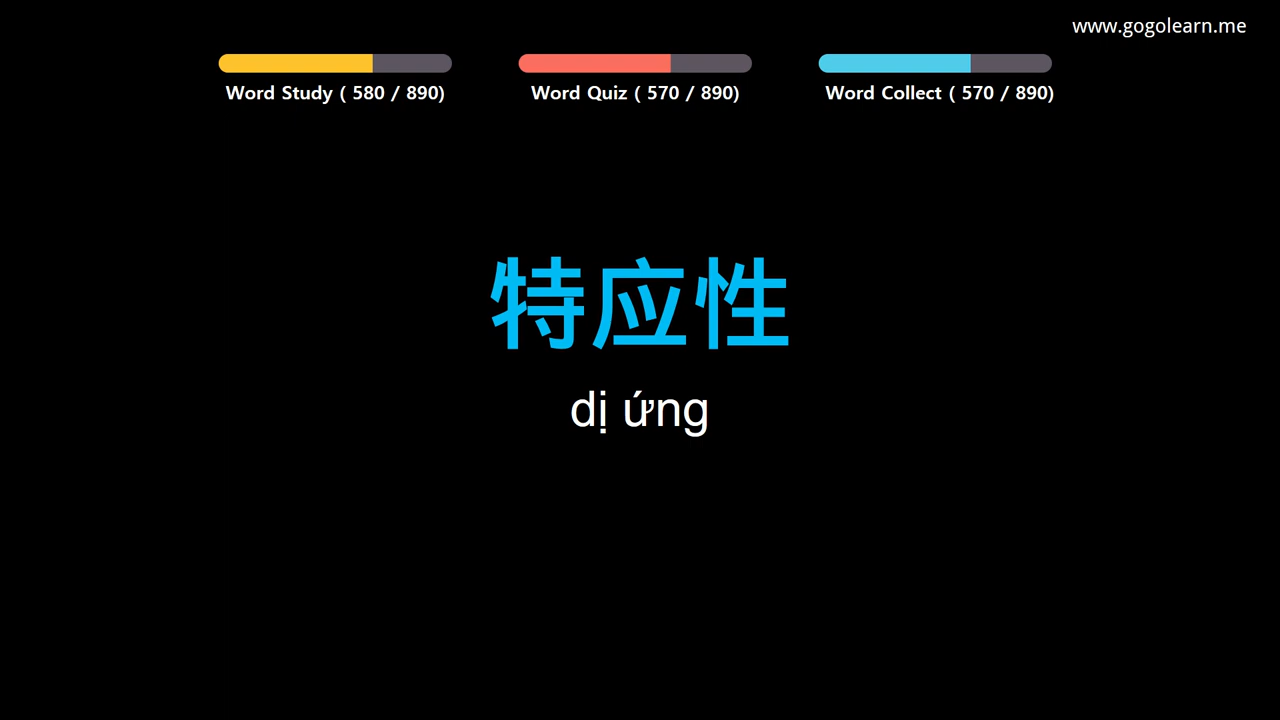 www.gogolearn.me
Word Study ( 580 / 890)
Word Quiz ( 570 / 890)
Word Collect ( 570 / 890)
特应性
dị ứng